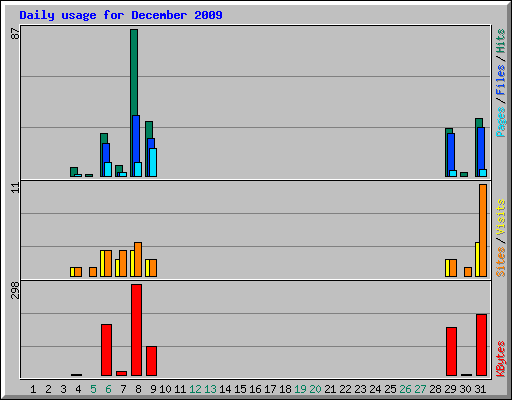 Daily usage for December 2009
87
Pages / Files / Hits
11
Sites / Visits
298
KBytes
1 2 3 4 5 6 7 8 9 10 11 12 13 14 15 16 17 18 19 20 21 22 23 24 25 26 27 28 29 30 31